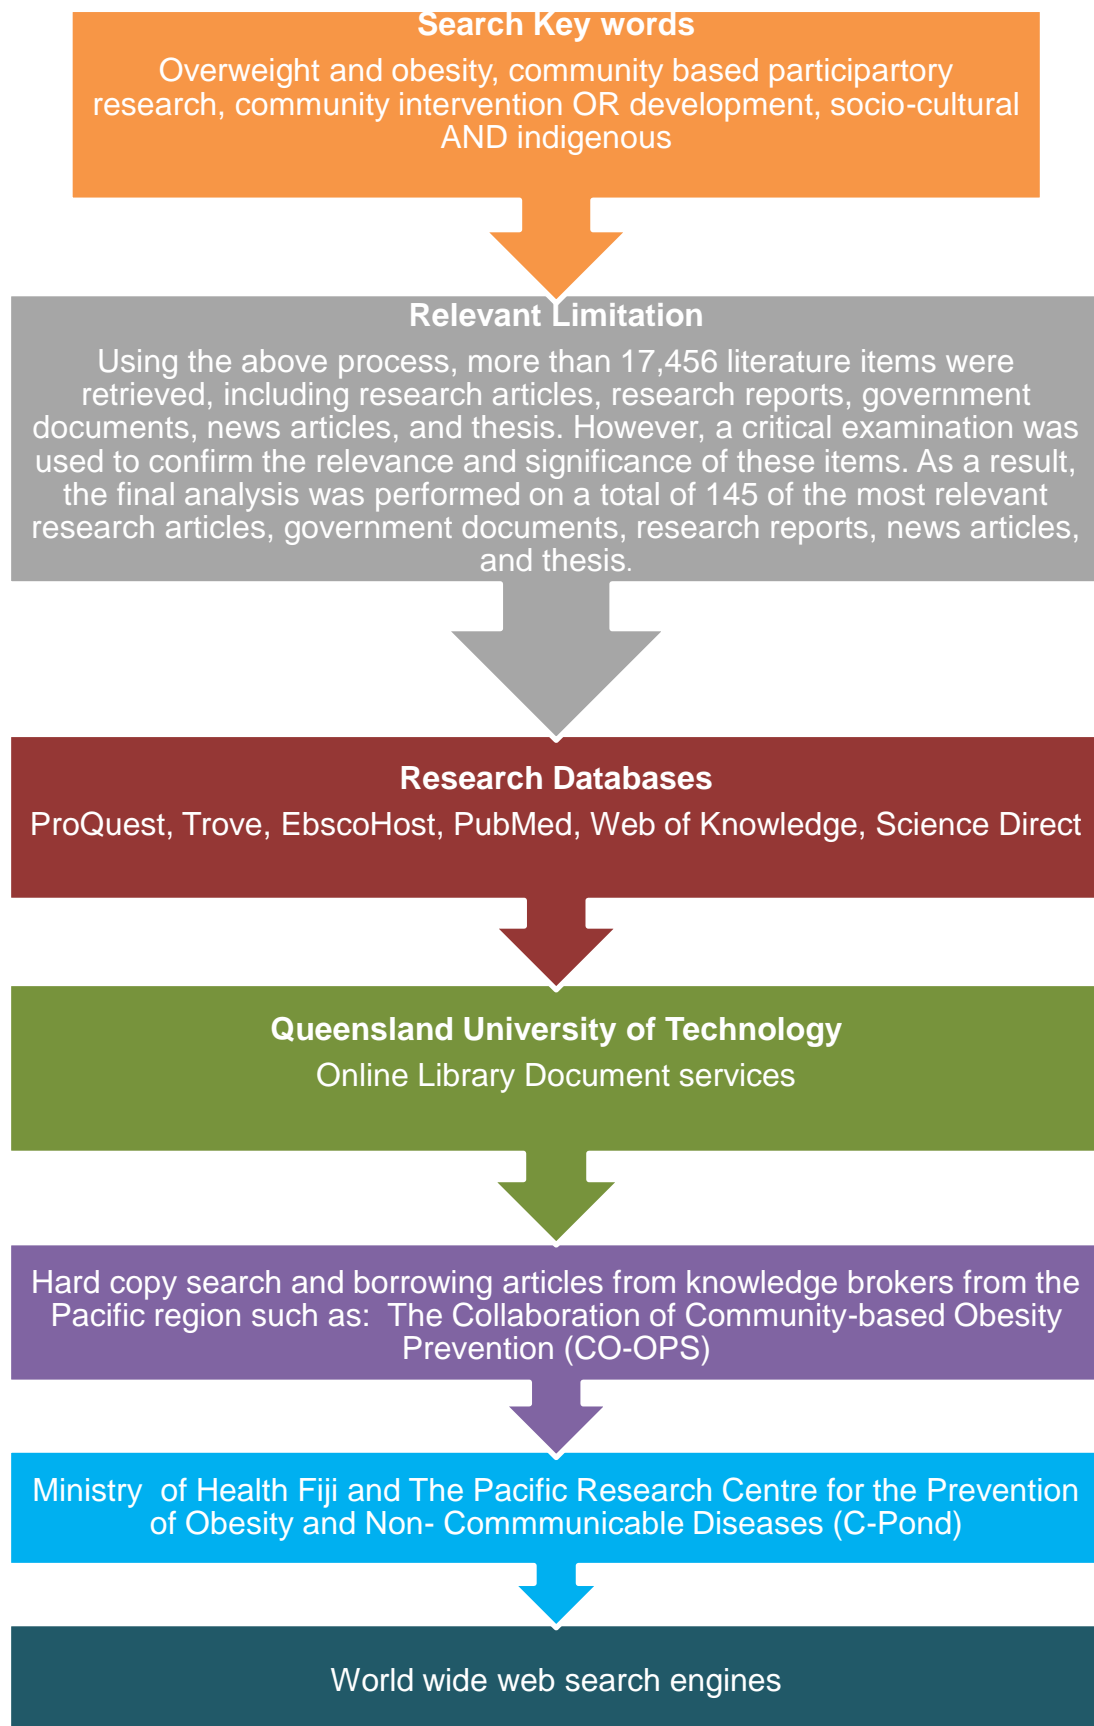 Search Key words
Overweight and obesity, community based participartory
research, community intervention OR development, socio-cultural
AND indigenous
Relevant Limitation
Using the above process, more than 17,456 literature items were
retrieved, including research articles, research reports, government
documents, news articles, and thesis. However, a critical examination was
used to confirm the relevance and significance of these items. As a result,
the final analysis was performed on a total of 145 of the most relevant
research articles, government documents, research reports, news articles,
and thesis.
Research Databases
ProQuest, Trove, EbscoHost, PubMed, Web of Knowledge, Science Direct
Queensland University of Technology
Online Library Document services
Hard copy search and borrowing articles from knowledge brokers from the
Pacific region such as:  The Collaboration of Community-based Obesity
Prevention (CO-OPS)
Ministry  of Health Fiji and The Pacific Research Centre for the Prevention
of Obesity and Non- Commmunicable Diseases (C-Pond)
World wide web search engines